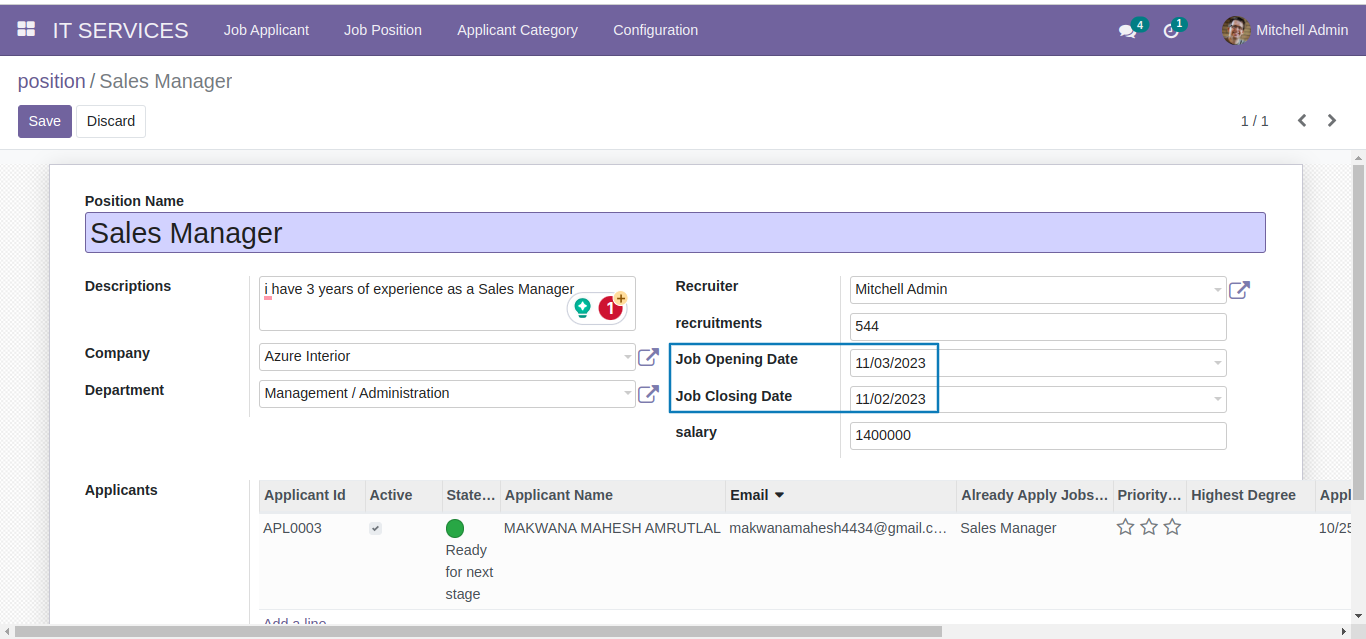 IT SERVICES Job Applicant Job Position Applicant Category Configuration 4 1 Mitchell Admin
position / Sales Manager
Save Discard 1 / 1
Position Name
Sales Manager
Descriptions i have 3 years of experience as a Sales Manager 1 +
Recruiter Mitchell Admin
recruitments 544
Company Azure Interior
Job Opening Date 11/03/2023
Department Management / Administration
Job Closing Date 11/02/2023
salary 1400000
Applicants
Applicant Id Active State... Applicant Name Email Already Apply Jobs... Priority... Highest Degree Appl
APL0003 MAKWANA MAHESH AMRUTLAL makwanamahesh4434@gmail.c... Sales Manager 10/25
Ready
for next
stage
Add a line